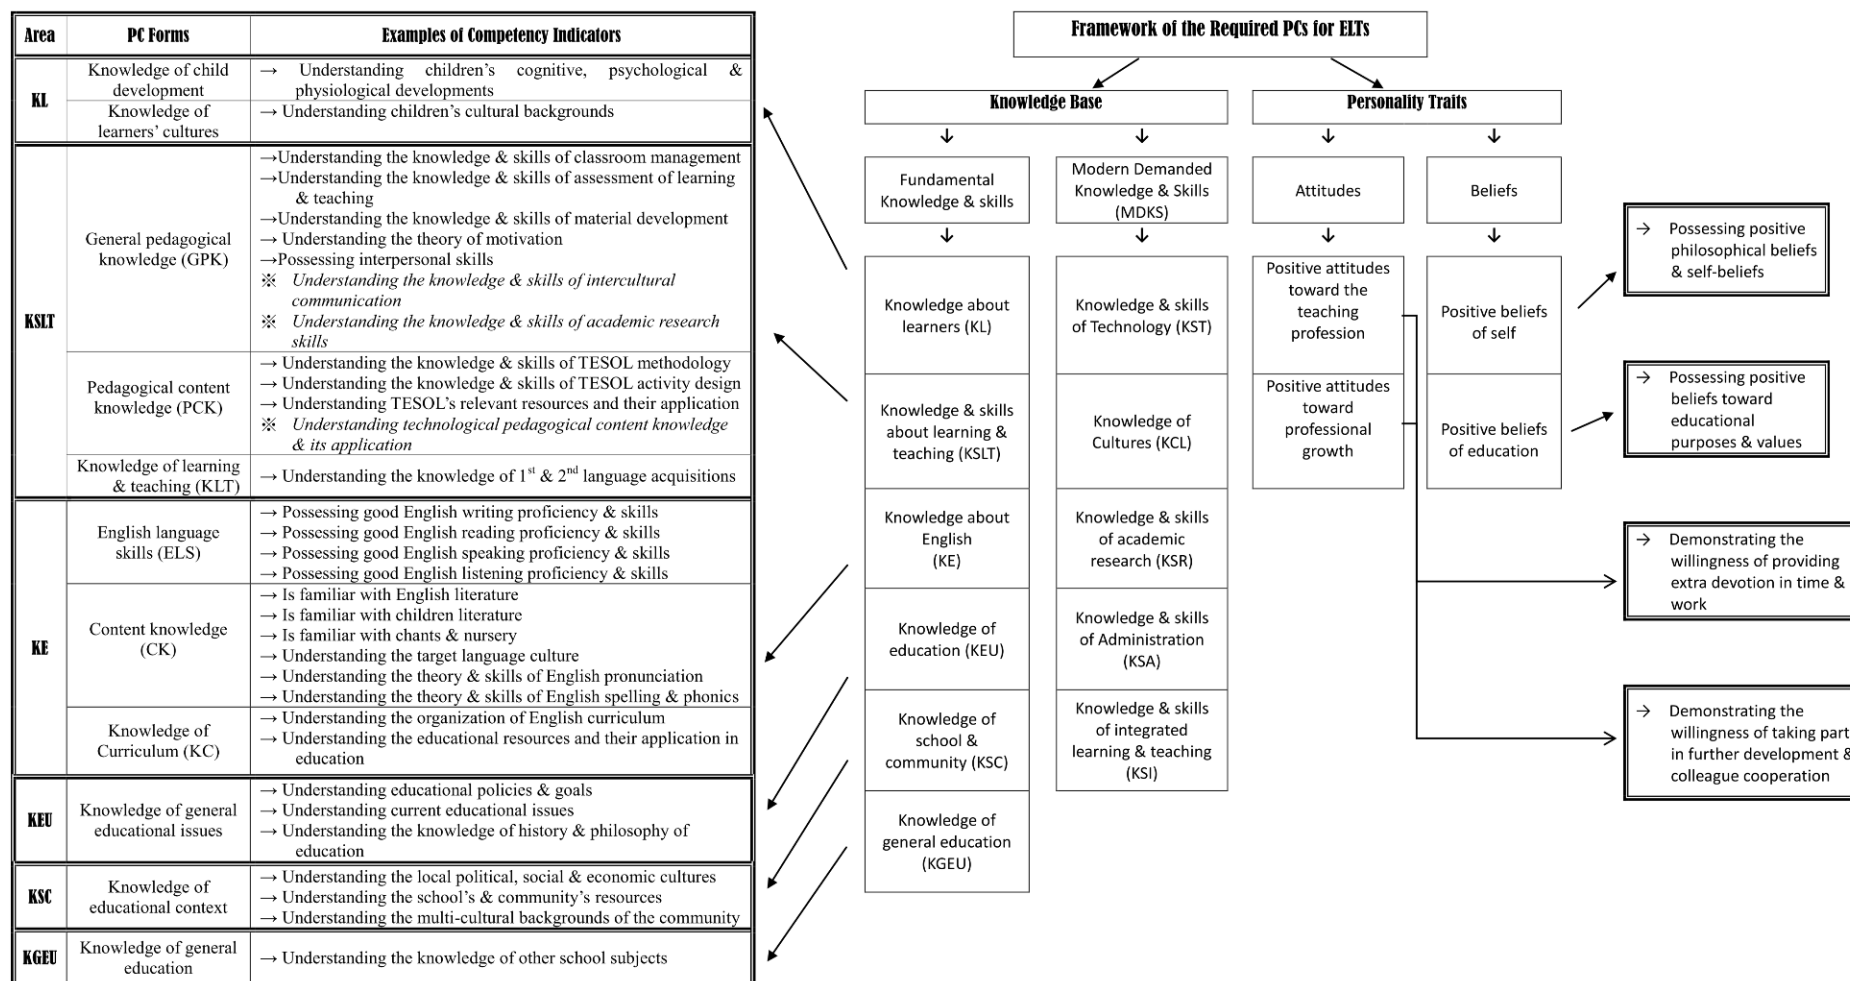 Area PC Forms Examples of Competency Indicators
KL
Knowledge of child
development
→ Understanding children's cognitive, psychological &
physiological developments
Knowledge of
learners' cultures
→ Understanding children's cultural backgrounds
KSLT
General pedagogical
knowledge (GPK)
→Understanding the knowledge & skills of classroom management
→Understanding the knowledge & skills of assessment of learning
& teaching
→Understanding the knowledge & skills of material development
→ Understanding the theory of motivation
→Possessing interpersonal skills
※ Understanding the knowledge & skills of intercultural
communication
※ Understanding the knowledge & skills of academic research
skills
Pedagogical content
knowledge (PCK)
→ Understanding the knowledge & skills of TESOL methodology
→ Understanding the knowledge & skills of TESOL activity design
→ Understanding TESOL's relevant resources and their application
※ Understanding technological pedagogical content knowledge
& its application
Knowledge of learning
& teaching (KLT)
→ Understanding the knowledge of 1st & 2nd language acquisitions
KE
English language
skills (ELS)
→ Possessing good English writing proficiency & skills
→ Possessing good English reading proficiency & skills
→ Possessing good English speaking proficiency & skills
→ Possessing good English listening proficiency & skills
Content knowledge
(CK)
→ Is familiar with English literature
→ Is familiar with children literature
→ Is familiar with chants & nursery
→ Understanding the target language culture
→ Understanding the theory & skills of English pronunciation
→ Understanding the theory & skills of English spelling & phonics
Knowledge of
Curriculum (KC)
→ Understanding the organization of English curriculum
→ Understanding the educational resources and their application in
education
KEU
Knowledge of general
educational issues
→ Understanding educational policies & goals
→ Understanding current educational issues
→ Understanding the knowledge of history & philosophy of
education
KSC
Knowledge of
educational context
→ Understanding the local political, social & economic cultures
→ Understanding the school's & community's resources
→ Understanding the multi-cultural backgrounds of the community
KGEU
Knowledge of general
education
→ Understanding the knowledge of other school subjects
Framework of the Required PCs for ELTs
Knowledge Base
Personality Traits
Fundamental
Knowledge & skills
Modern Demanded
Knowledge & Skills
(MDKS)
Attitudes
Beliefs
Knowledge about
learners (KL)
Knowledge & skills
about learning &
teaching (KSLT)
Knowledge about
English
(KE)
Knowledge of
education (KEU)
Knowledge of
school &
community (KSC)
Knowledge of
general education
(KGEU)
Knowledge & skills
of Technology (KST)
Knowledge of
Cultures (KCL)
Knowledge & skills
of academic
research (KSR)
Knowledge & skills
of Administration
(KSA)
Knowledge & skills
of integrated
learning & teaching
(KSI)
Positive attitudes
toward the
teaching
profession
Positive attitudes
toward
professional
growth
Positive beliefs
of self
Positive beliefs
of education
→ Possessing positive
philosophical beliefs
& self-beliefs
→ Possessing positive
beliefs toward
educational
purposes & values
→ Demonstrating the
willingness of providing
extra devotion in time &
work
→ Demonstrating the
willingness of taking part
in further development &
colleague cooperation